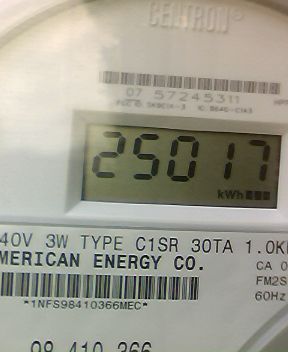 CENTRON®
07 57245311
25017
kWh
40V 3W TYPE C1SR 30TA 1.0K
MERICAN ENERGY CO.
CA 0
FM2S
60Hz
*1NFS98410366MEC*
98 410 366